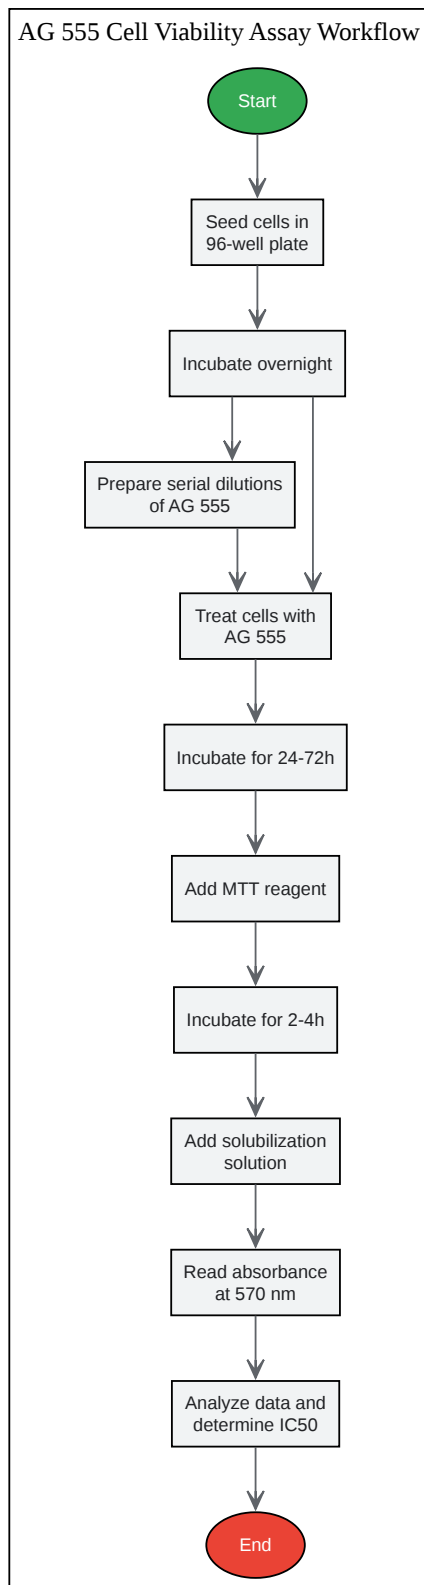 AG 555 Cell Viability Assay Workflow
Start
Seed cells in
96-well plate
Incubate overnight
Prepare serial dilutions
of AG 555
Treat cells with
AG 555
Incubate for 24-72h
Add MTT reagent
Incubate for 2-4h
Add solubilization
solution
Read absorbance
at 570 nm
Analyze data and
determine IC50
End